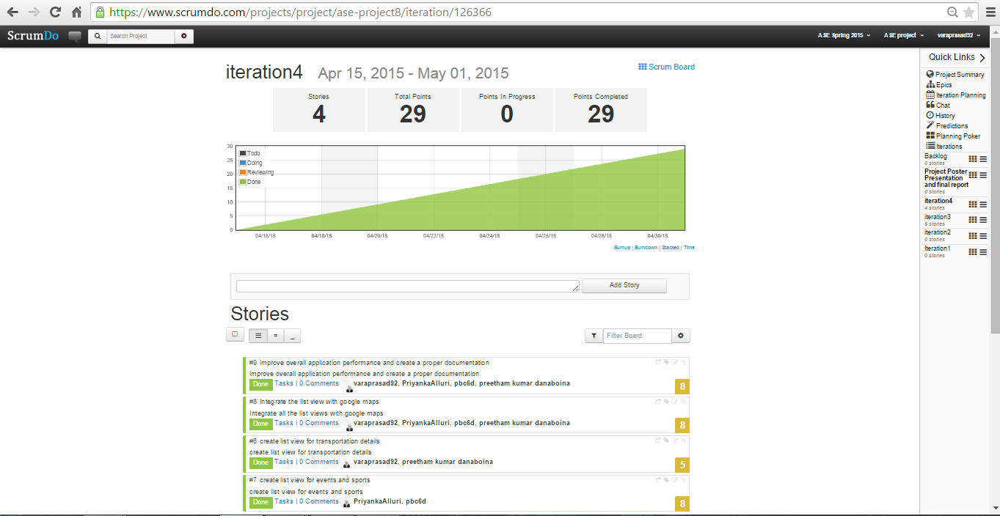 https://www.scrumdo.com/projects/project/ase-project8/iteration/126366
ScrumDo
Search Project
ASE Spring 2015
ASE project
varaprasad92
iteration4 Apr 15, 2015 - May 01, 2015
Scrum Board
Stories
4
Total Points
29
Points In Progress
0
Points Completed
29
30
25
20
15
10
5
0
Todo
Doing
Reviewing
Done
04/16/15 04/18/15 04/20/15 04/22/15 04/24/15 04/26/15 04/28/15 04/30/15
Burnup | Burndown | Stacked | Time
Add Story
Stories
Filter Board
#9 improve overall application performance and create a proper documentation
improve overall application performance and create a proper documentation
Done Tasks | 0 Comments varaprasad92, PriyankaAlluri, pbc6d, preetham kumar danaboina
8
#8 Integrate the list view with google maps
Integrate all the list views with google maps
Done Tasks | 0 Comments varaprasad92, PriyankaAlluri, pbc6d, preetham kumar danaboina
8
#6 create list view for transportation details
create list view for transportation details
Done Tasks | 0 Comments varaprasad92, preetham kumar danaboina
5
#7 create list view for events and sports
create list view for events and sports
Done Tasks | 0 Comments PriyankaAlluri, pbc6d
8
Quick Links
Project Summary
Epics
Iteration Planning
Chat
History
Predictions
Planning Poker
Iterations
Backlog
0 stories
Project Poster
Presentation
and final report
0 stories
iteration4
4 stories
iteration3
6 stories
iteration2
0 stories
Iteration1
0 stories